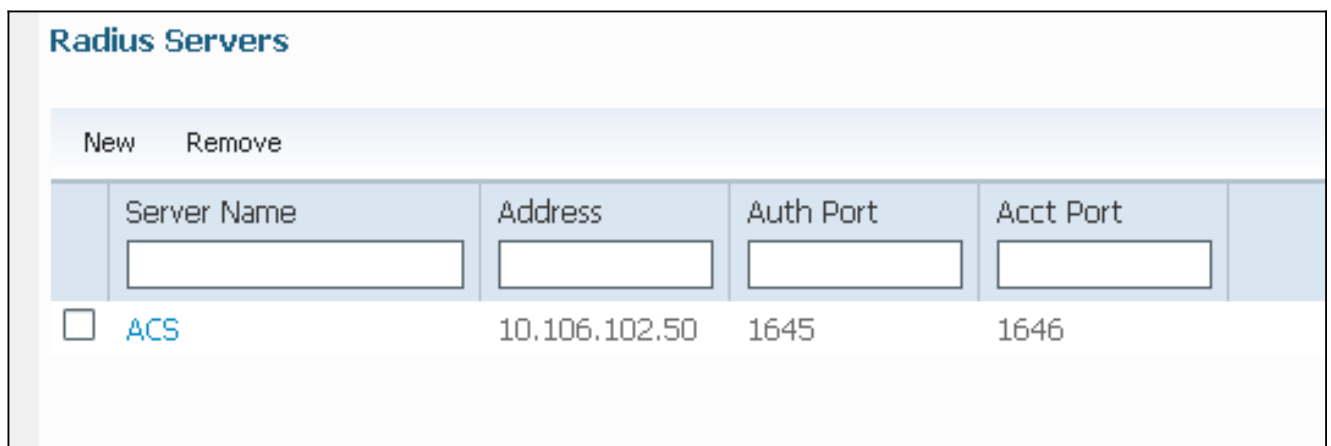 Radius Servers
New Remove
Server Name Address Auth Port Acct Port
ACS 10.106.102.50 1645 1646